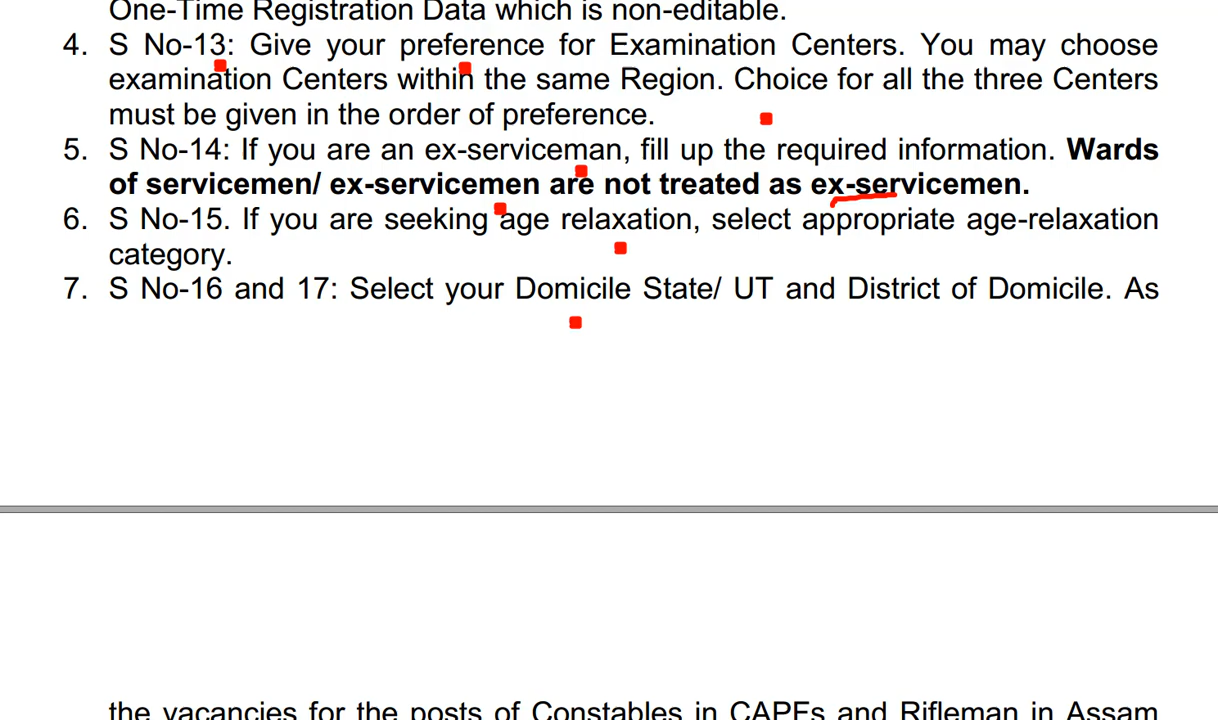 One-Time Registration Data which is non-editable.
4. S No-13: Give your preference for Examination Centers. You may choose
examination Centers within the same Region. Choice for all the three Centers
must be given in the order of preference.
5. S No-14: If you are an ex-serviceman, fill up the required information. Wards
of servicemen/ ex-servicemen are not treated as ex-servicemen.
6. S No-15. If you are seeking age relaxation, select appropriate age-relaxation
category.
7. S No-16 and 17: Select your Domicile State/ UT and District of Domicile. As
the vacancies for the posts of Constables in CAPFs and Rifleman in Assam